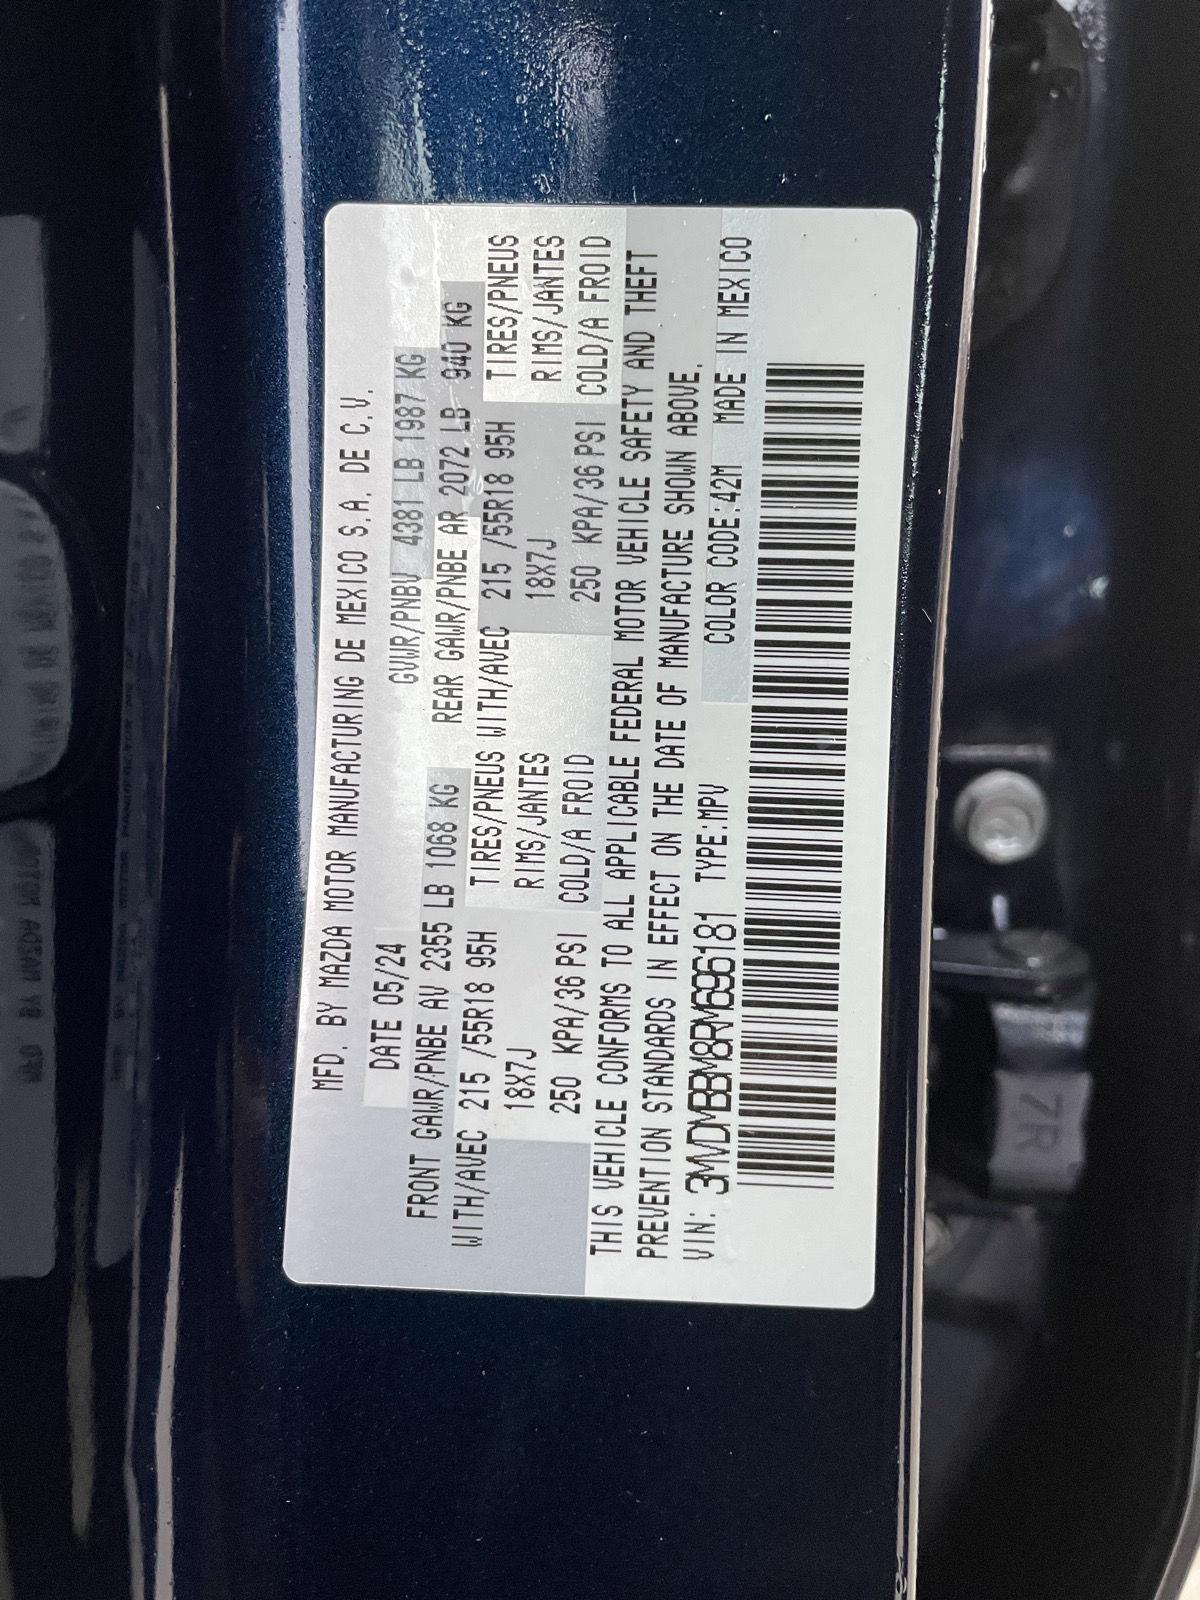 MFD. BY MAZDA MOTOR MANUFACTURING DE MEXICO S.A. DE C.V.
DATE 05/24 GVWR/PNBV 4381 LB 1987 KG
FRONT GAWR/PNBE AV 2355 LB 1068 KG REAR GAWR/PNBE AR 2072 LB 940 KG
WITH/AVEC 215 /55R18 95H TIRES/PNEUS WITH/AVEC 215 /55R18 95H TIRES/PNEUS
18X7J RIMS/JANTES 18X7J RIMS/JANTES
250 KPA/36 PSI COLD/A FROID 250 KPA/36 PSI COLD/A FROID
THIS VEHICLE CONFORMS TO ALL APPLICABLE FEDERAL MOTOR VEHICLE SAFETY AND THEFT
PREVENTION STANDARDS IN EFFECT ON THE DATE OF MANUFACTURE SHOWN ABOVE.
VIN: 3MVDMBBM8RM696181 TYPE:MPV COLOR CODE:42M MADE IN MEXICO
7R